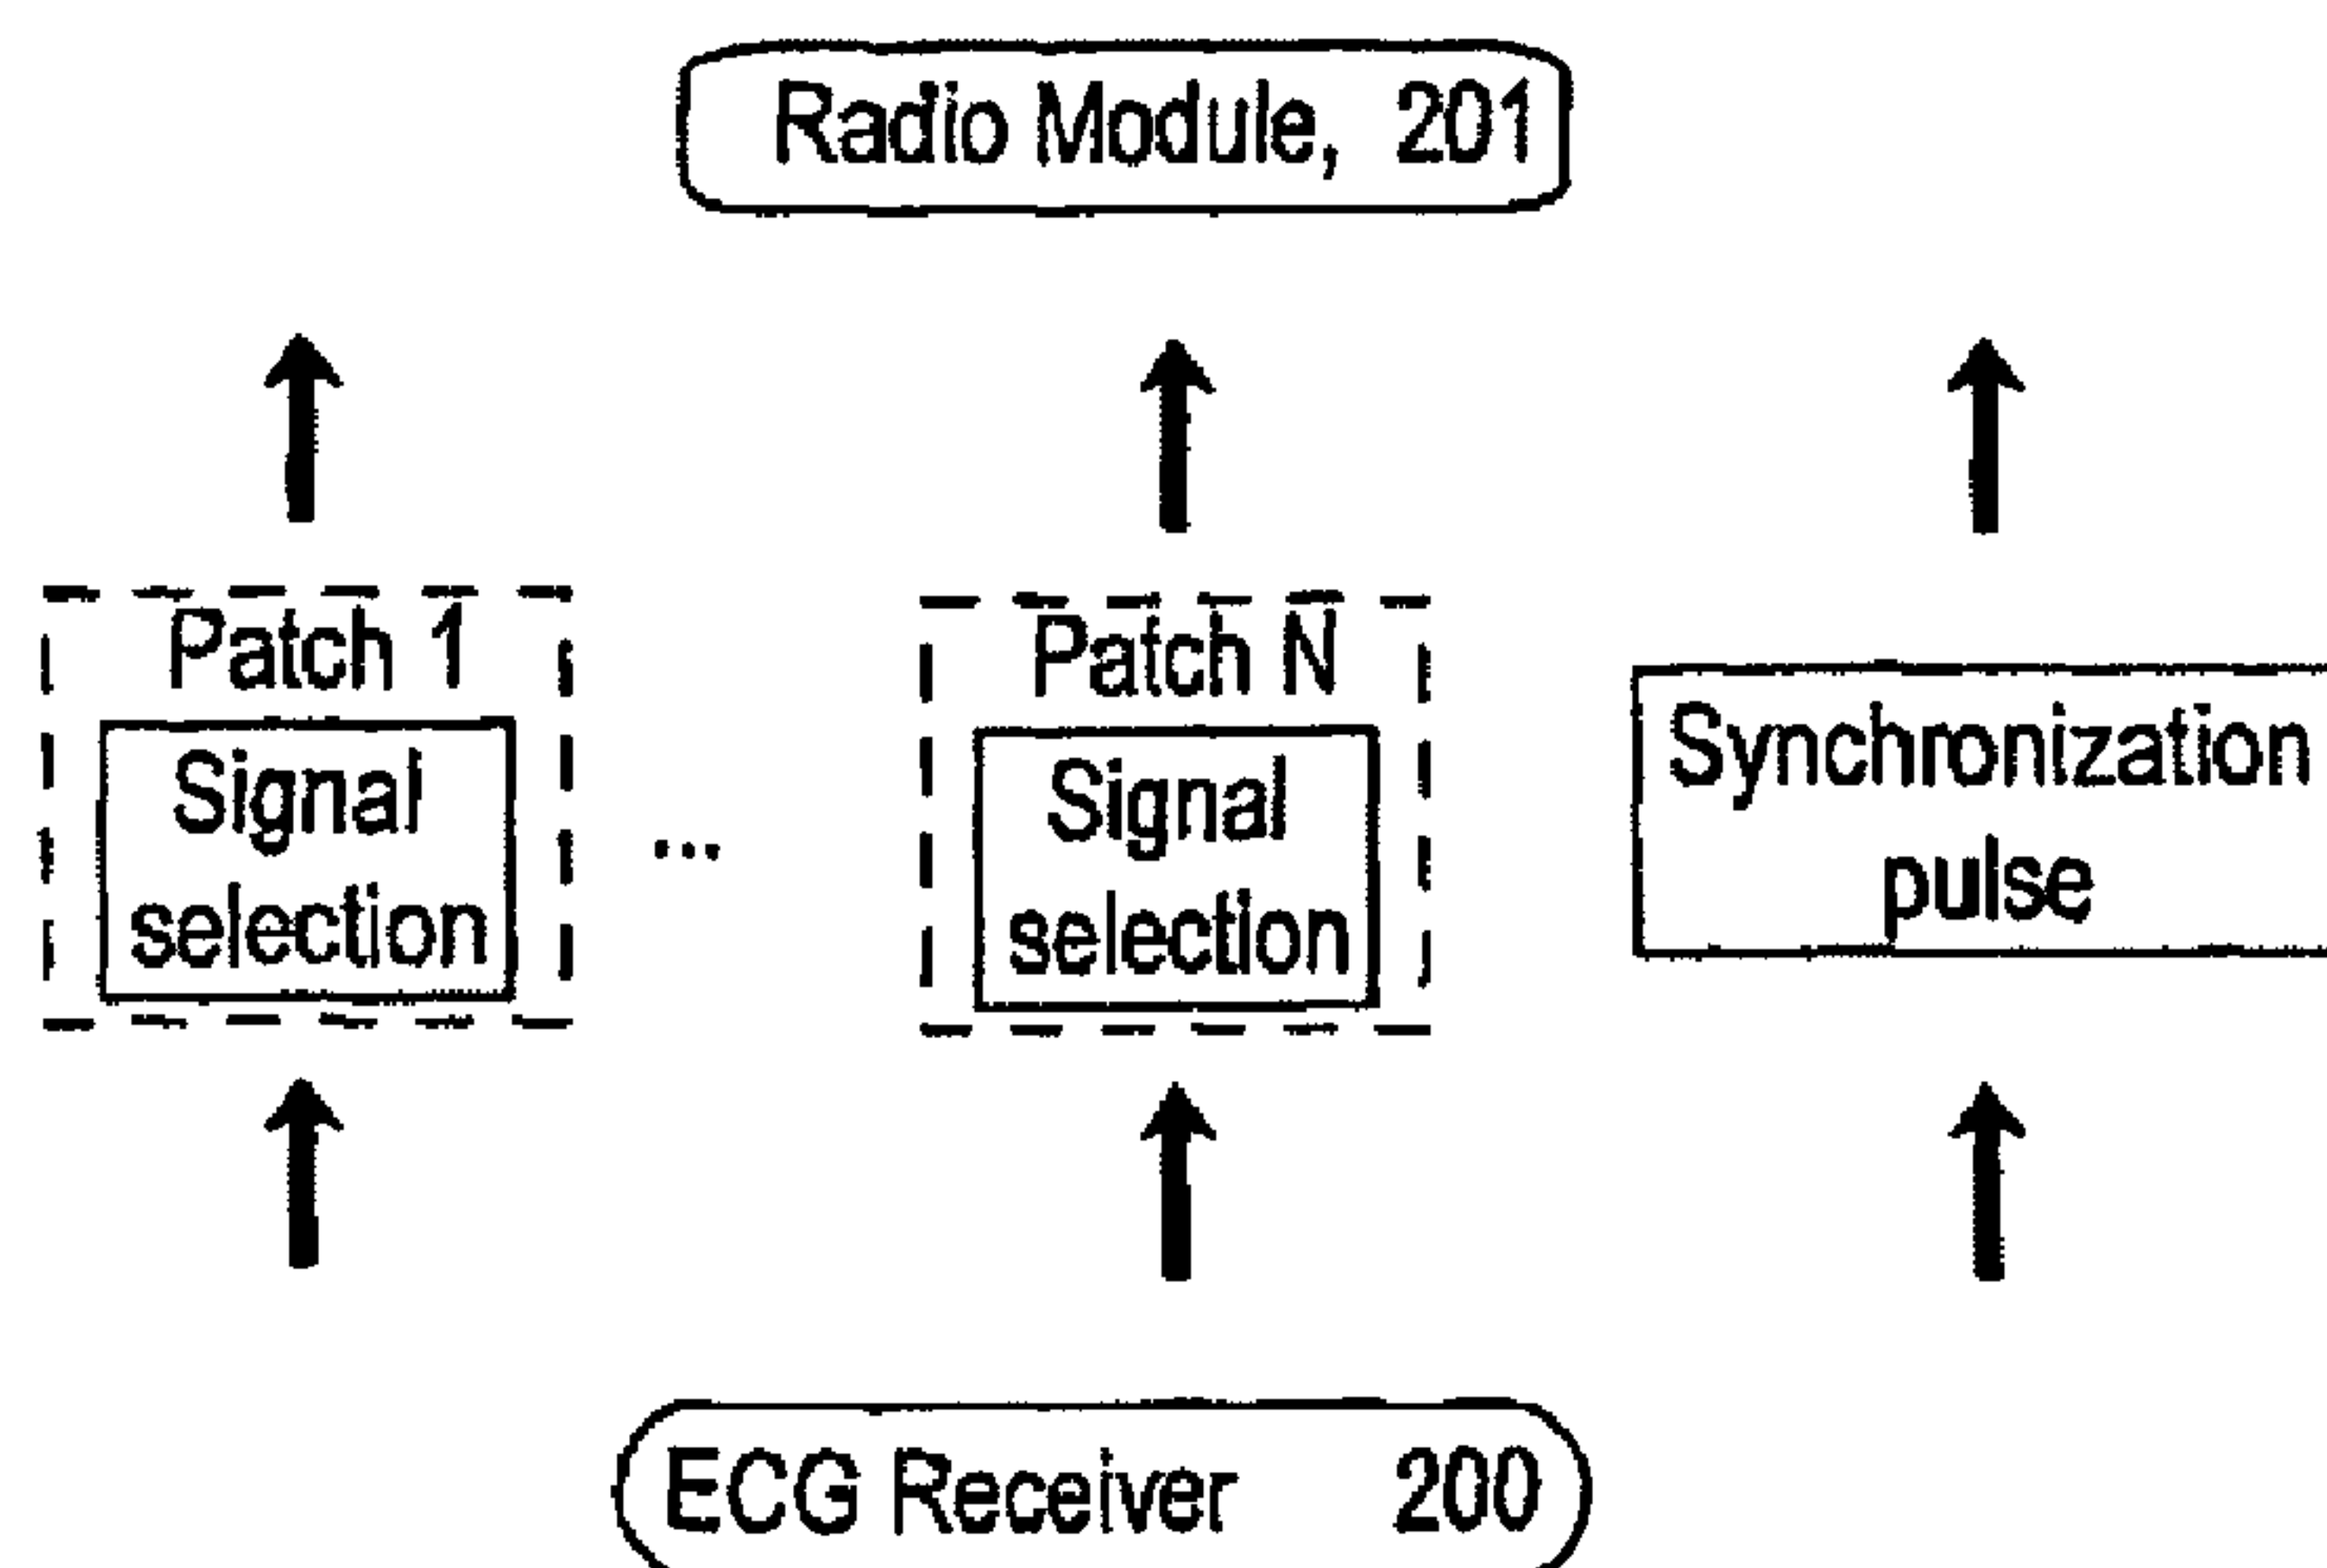 Radio Module, 201
Patch 1
Signal
selection
...
Patch N
Signal
selection
Synchronization
pulse
ECG Receiver 200